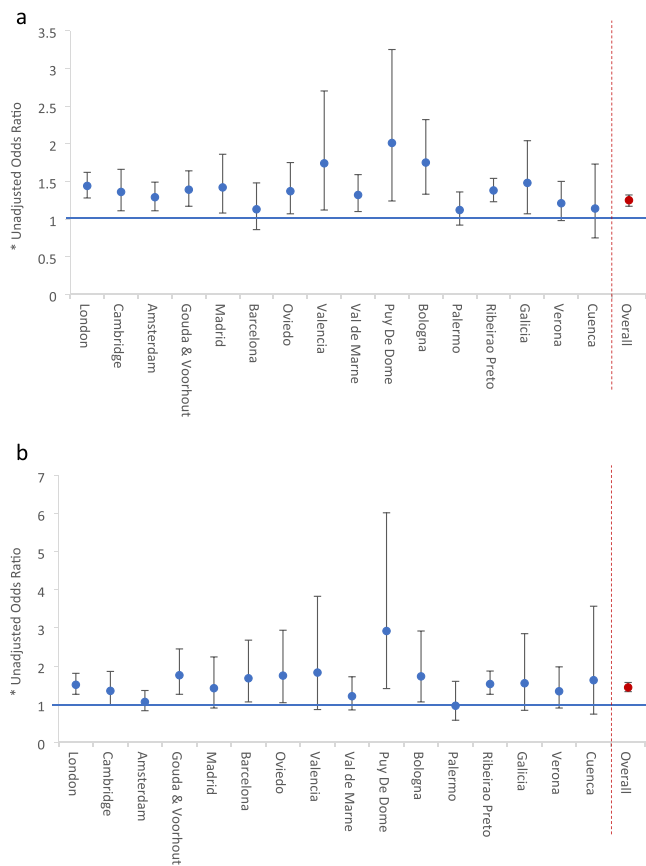 a
* Unadjusted Odds Ratio
3.5
3
2.5
2
1.5
1
0.5
0
London
Cambridge
Amsterdam
Gouda & Voorhout
Madrid
Barcelona
Oviedo
Valencia
Val de Marne
Puy De Dome
Bologna
Palermo
Ribeirao Preto
Galicia
Verona
Cuenca
Overall
b
* Unadjusted Odds Ratio
7
6
5
4
3
2
1
0
London
Cambridge
Amsterdam
Gouda & Voorhout
Madrid
Barcelona
Oviedo
Valencia
Val de Marne
Puy De Dome
Bologna
Palermo
Ribeirao Preto
Galicia
Verona
Cuenca
Overall